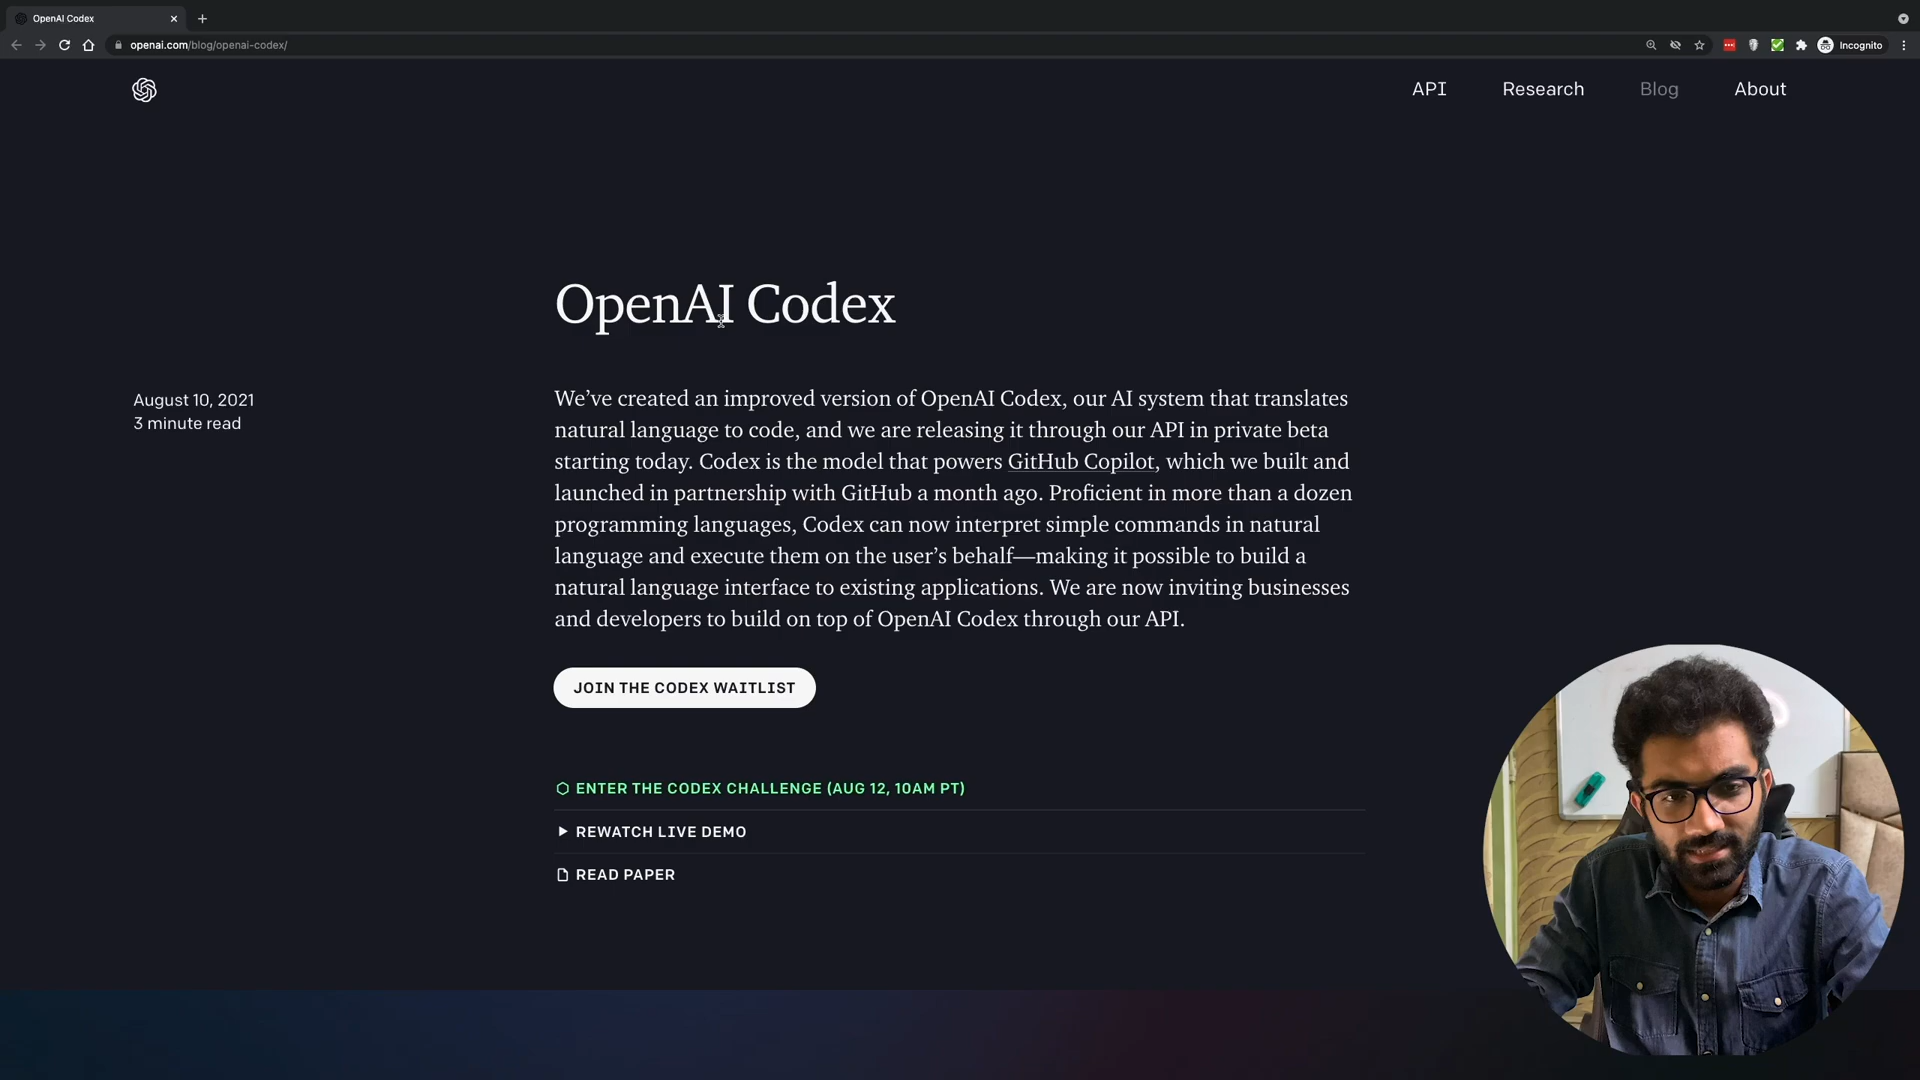 OpenAI Codex
openai.com/blog/openai-codex/
Incognito
API
Research
Blog
About
OpenAI Codex
August 10, 2021
3 minute read
We’ve created an improved version of OpenAI Codex, our AI system that translates
natural language to code, and we are releasing it through our API in private beta
starting today. Codex is the model that powers GitHub Copilot, which we built and
launched in partnership with GitHub a month ago. Proficient in more than a dozen
programming languages, Codex can now interpret simple commands in natural
language and execute them on the user’s behalf—making it possible to build a
natural language interface to existing applications. We are now inviting businesses
and developers to build on top of OpenAI Codex through our API.
JOIN THE CODEX WAITLIST
ENTER THE CODEX CHALLENGE (AUG 12, 10AM PT)
REWATCH LIVE DEMO
READ PAPER